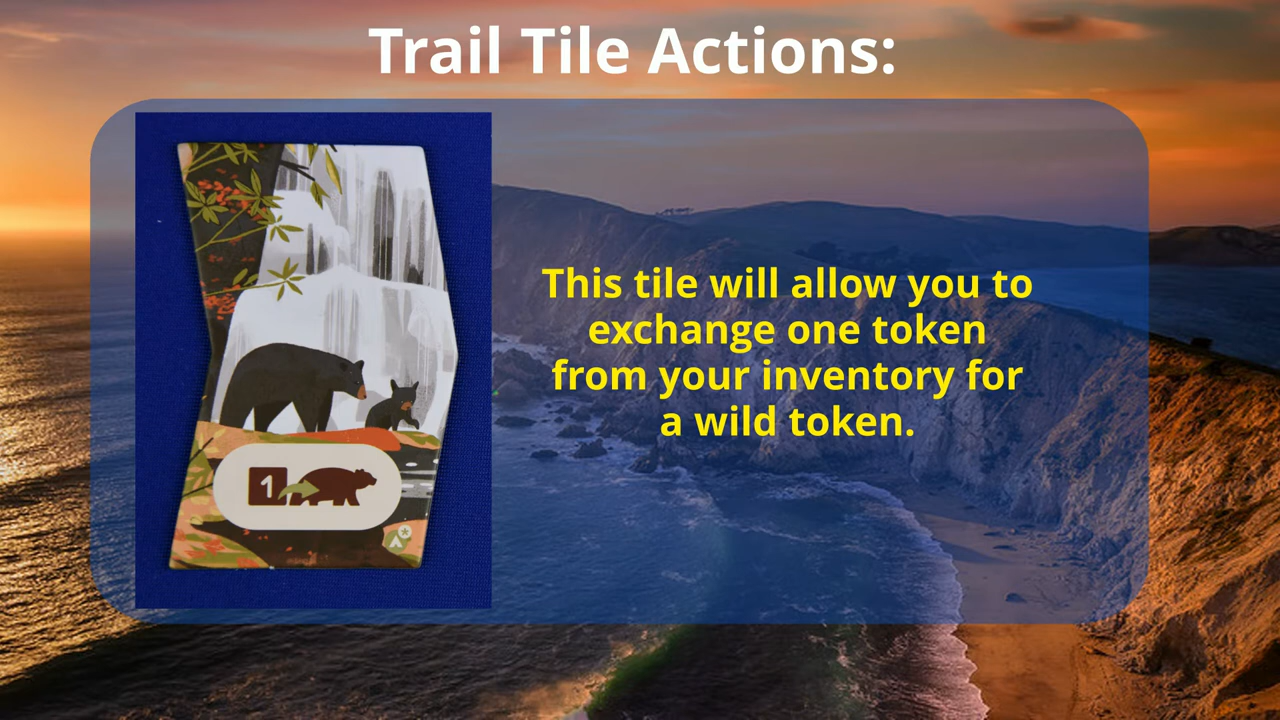 Trail Tile Actions:
This tile will allow you to
exchange one token
from your inventory for
a wild token.
1